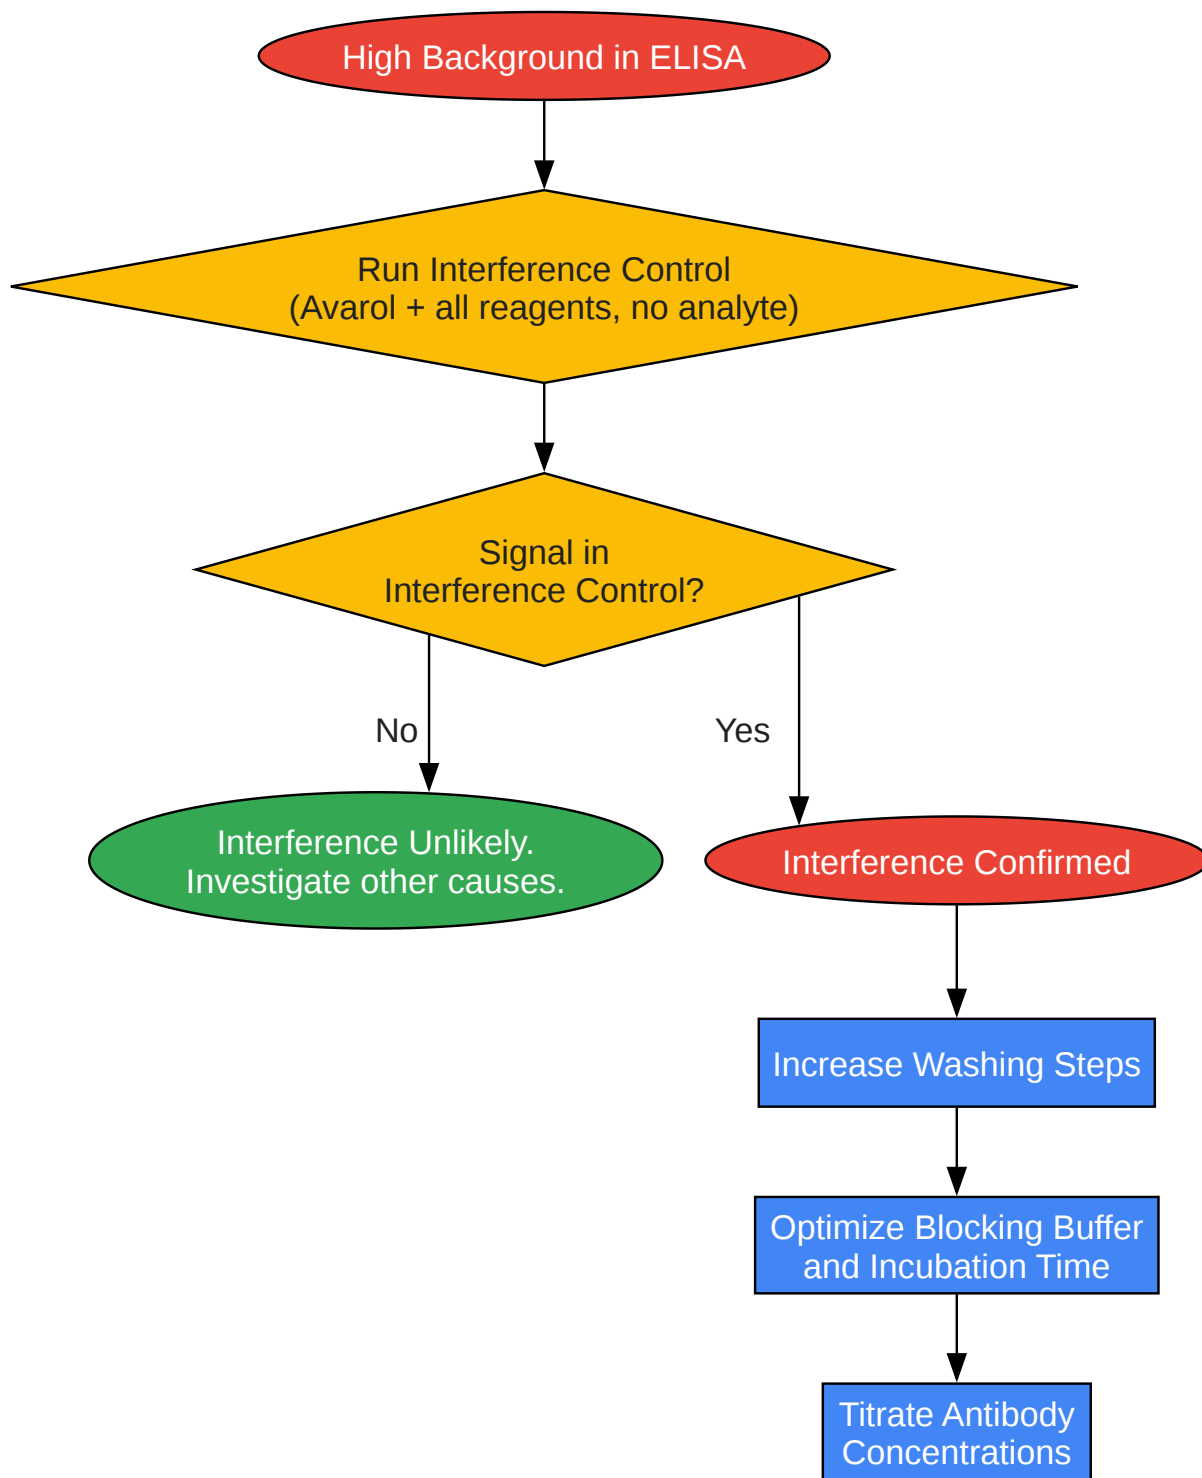 High Background in ELISA
Run Interference Control
(Avarol + all reagents, no analyte)
Signal in
Interference Control?
No
Yes
Interference Unlikely.
Investigate other causes.
Interference Confirmed
Increase Washing Steps
Optimize Blocking Buffer
and Incubation Time
Titrate Antibody
Concentrations